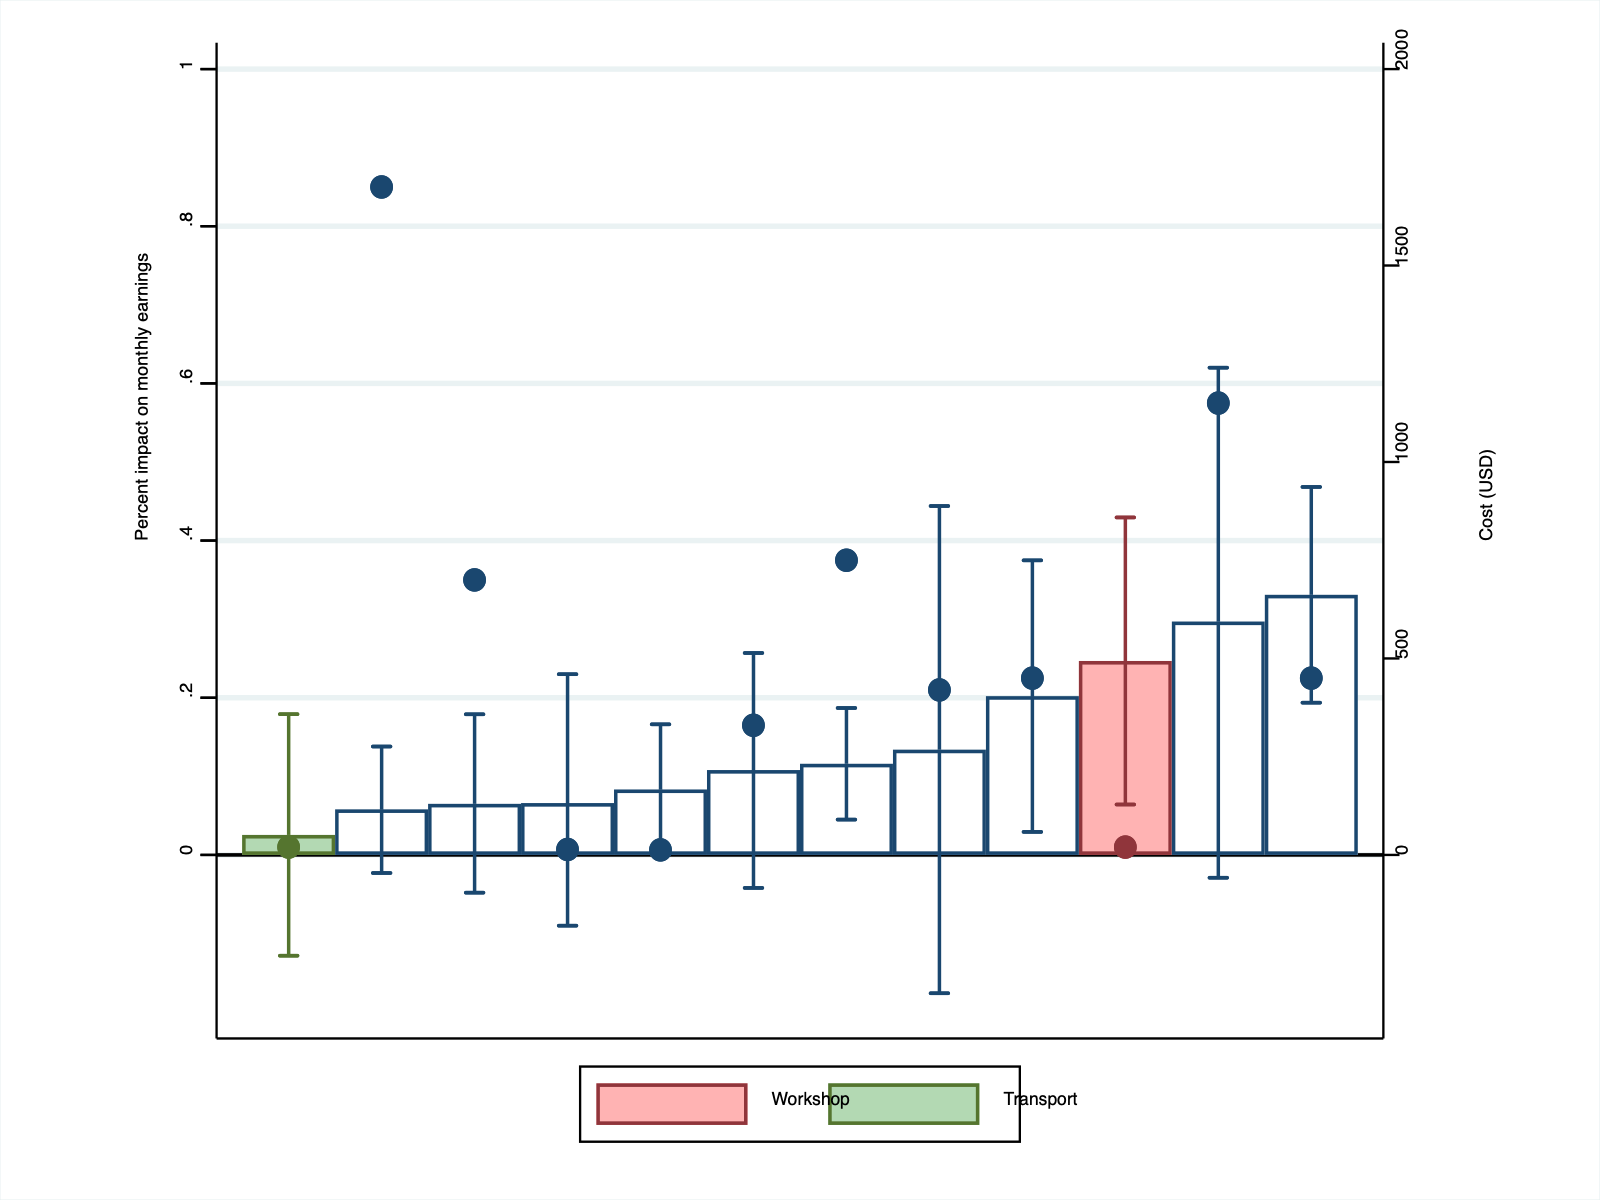 Percent impact on monthly earnings
1
.8
.6
.4
.2
0
2000
1500
1000
500
0
Cost (USD)
Workshop
Transport